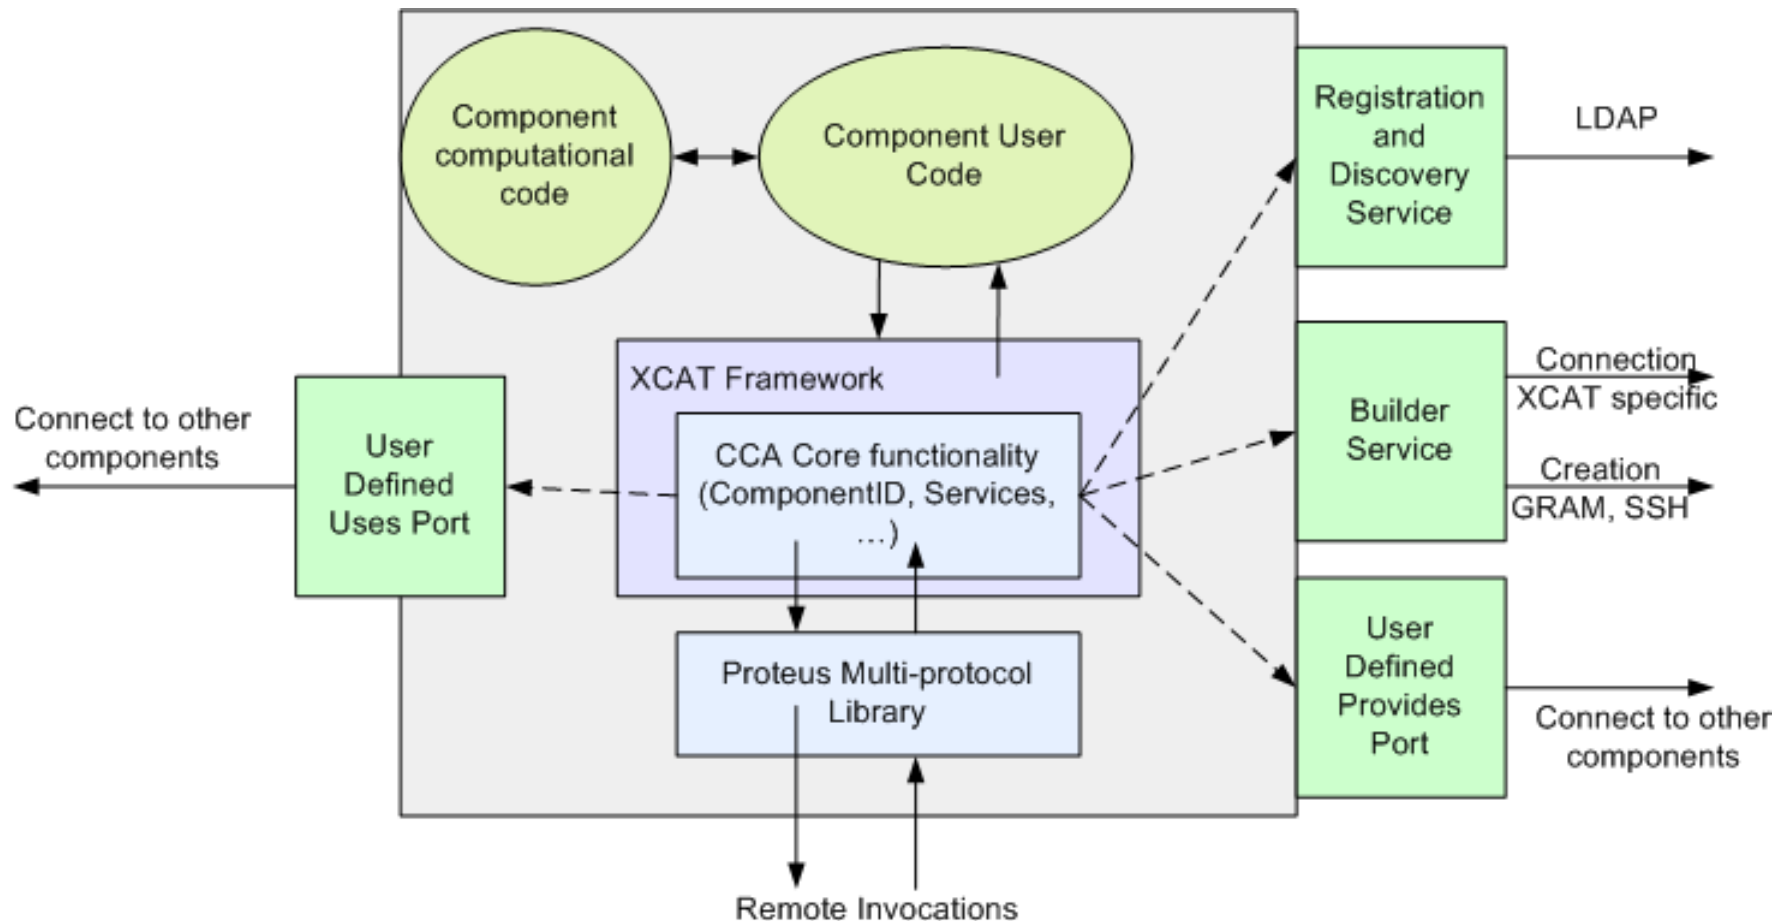 Component
computational
code
Component User
Code
Registration
and
Discovery
Service
LDAP
XCAT Framework
CCA Core functionality
(ComponentID, Services,
...)
Connect to other
components
User
Defined
Uses Port
Builder
Service
Connection
XCAT specific
Creation
GRAM, SSH
Proteus Multi-protocol
Library
User
Defined
Provides
Port
Connect to other
components
Remote Invocations